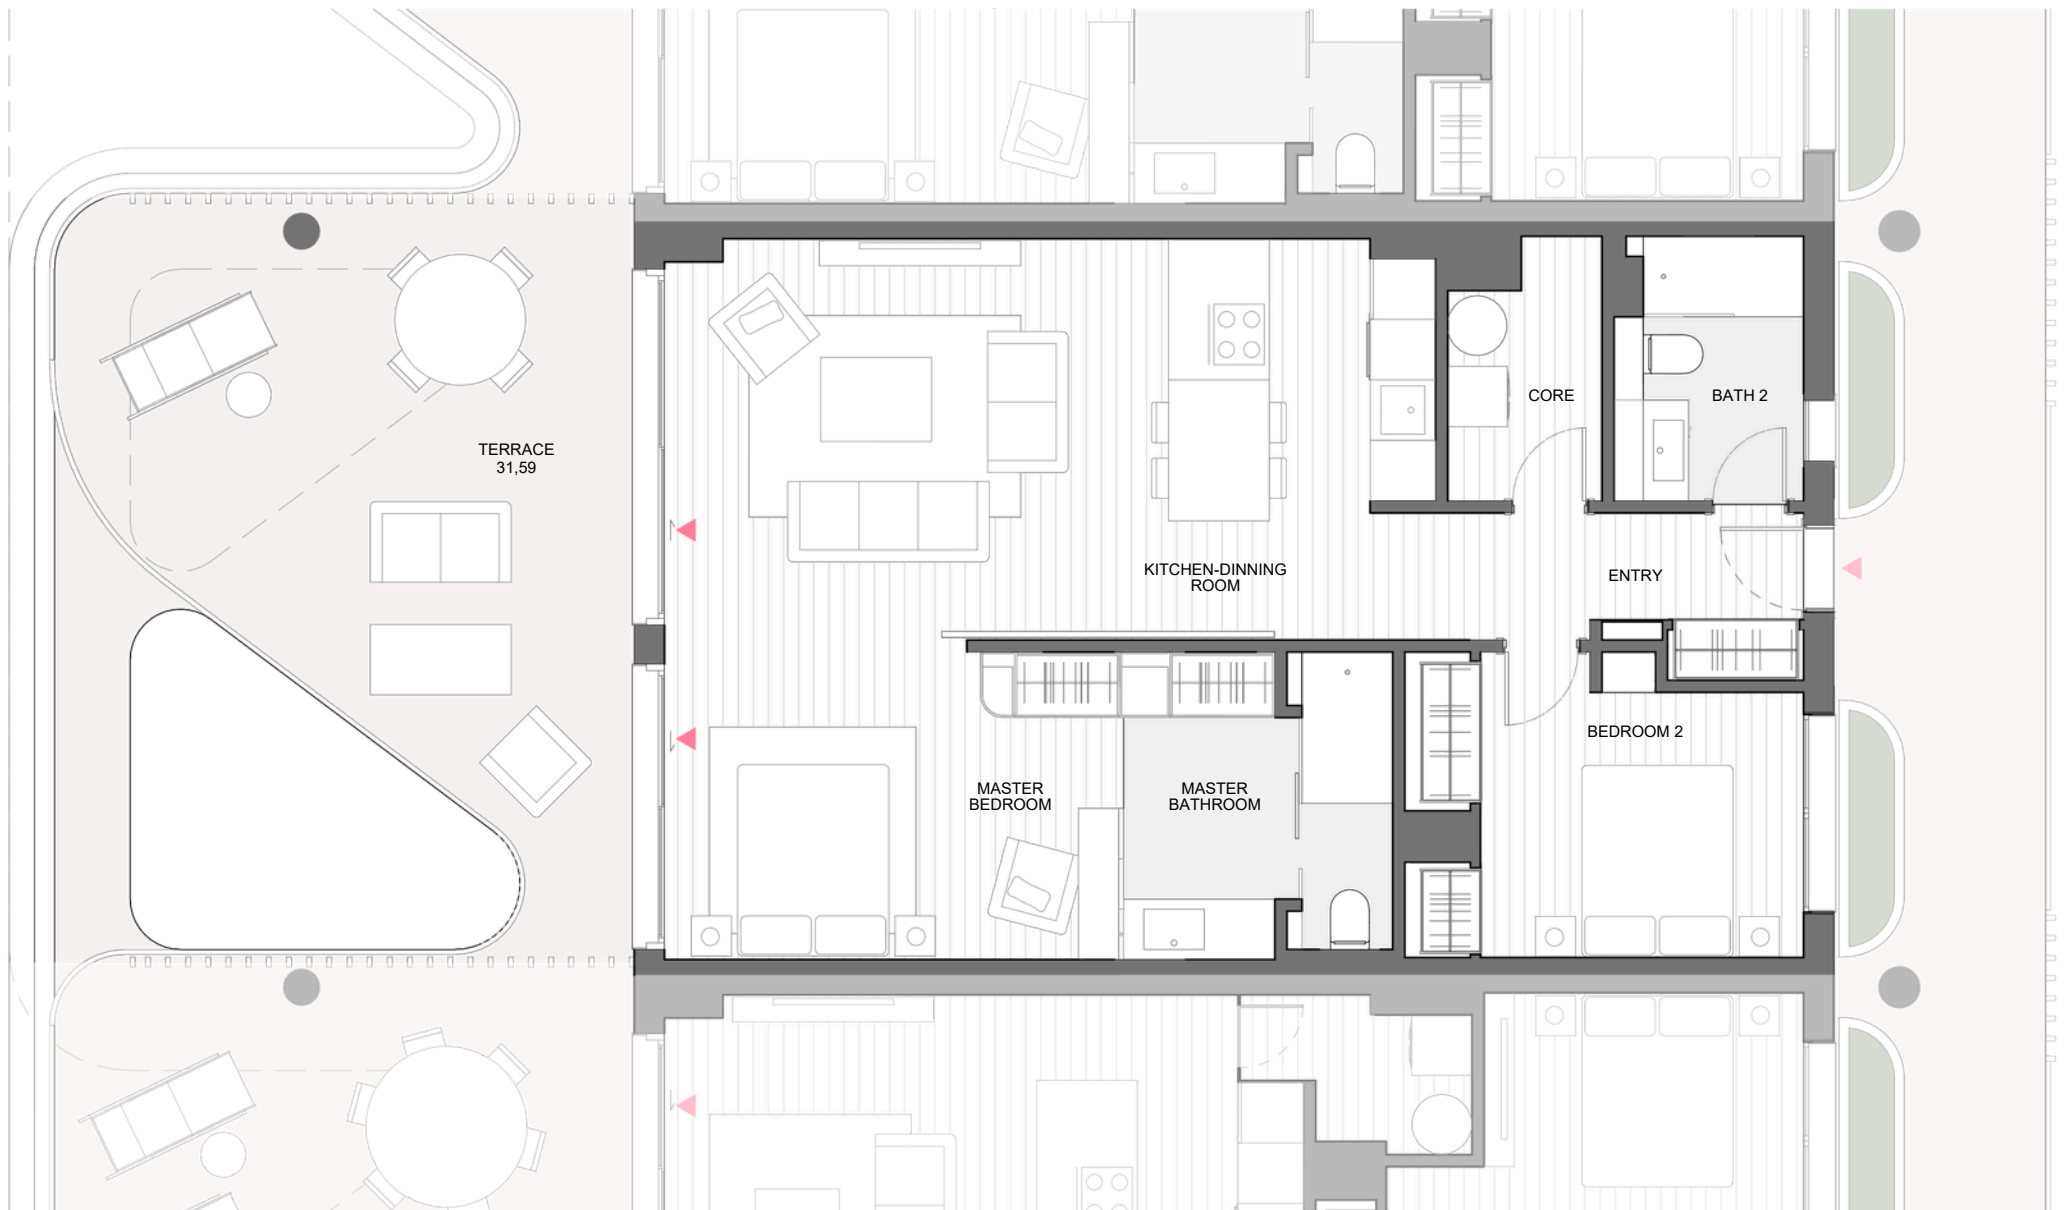 CORE
BATH 2
TERRACE
31,59
KITCHEN-DINNING
ROOM
ENTRY
BEDROOM 2
MASTER
BEDROOM
MASTER
BATHROOM